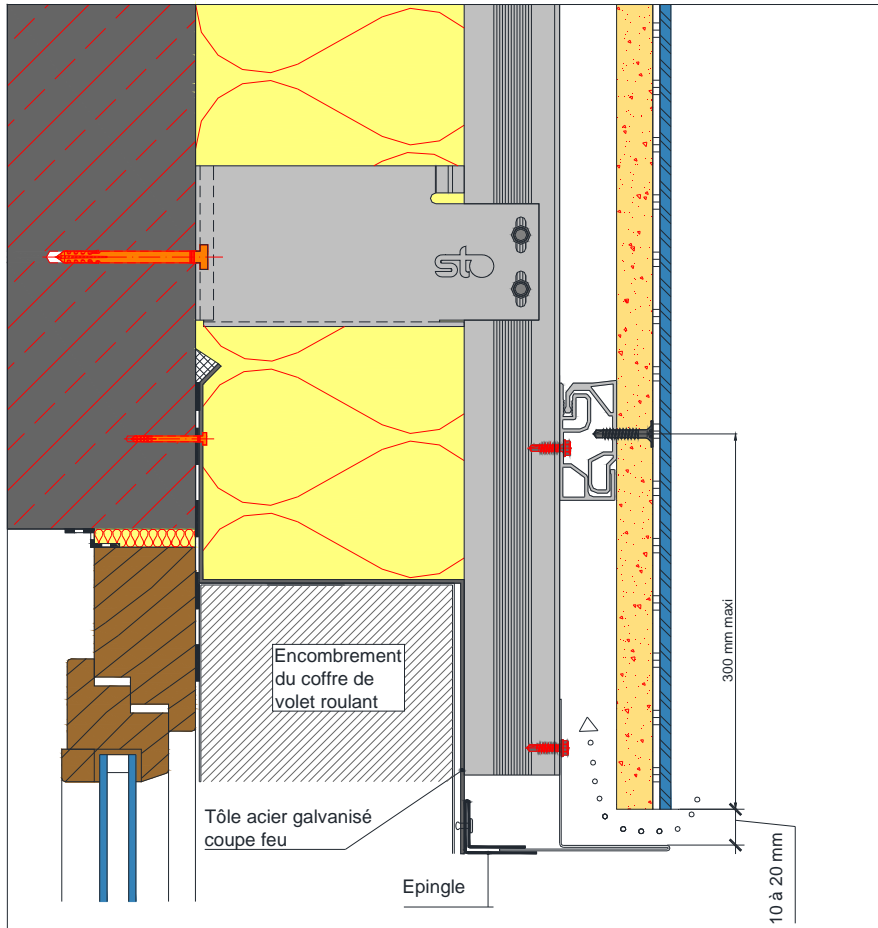 sto
300 mm maxi
Encombrement
du coffre de
volet roulant
Tôle acier galvanisé
coupe feu
Epingle
10 à 20 mm